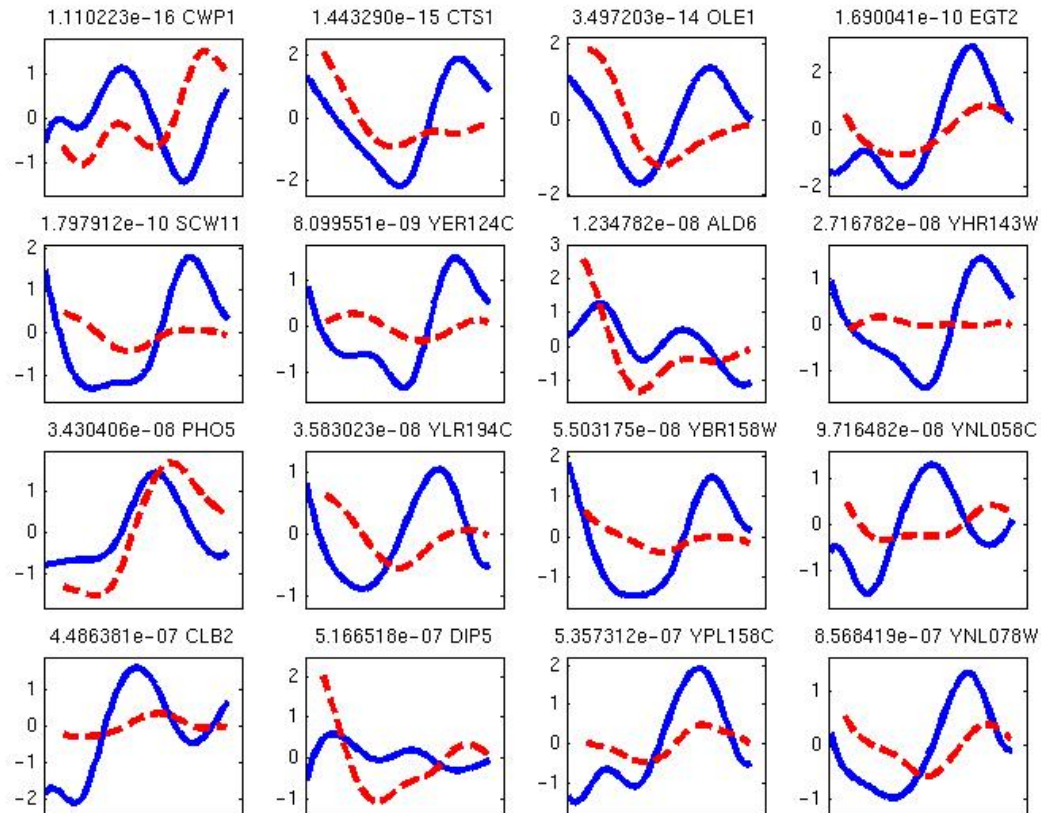 1.110223e-16 CWP1 1.443290e-15 CTS1 3.497203e-14 OLE1 1.690041e-10 EGT2
1 0 -1
2 0 -2
2 0 -2
2 0 -2
1.797912e-10 SCW11 8.099551e-09 YER124C 1.234782e-08 ALD6 2.716782e-08 YHR143W
2 1 0 -1
1 0 -1
3 2 1 0 -1
1 0 -1
3.430406e-08 PHO5 3.583023e-08 YLR194C 5.503175e-08 YBR158W 9.716482e-08 YNL058C
1 0 -1
1 0 -1
2 1 0 -1
1 0 -1
4.486381e-07 CLB2 5.166518e-07 DIP5 5.357312e-07 YPL158C 8.568419e-07 YNL078W
1 0 -1 -2
2 1 0 -1
2 1 0 -1
1 0 -1